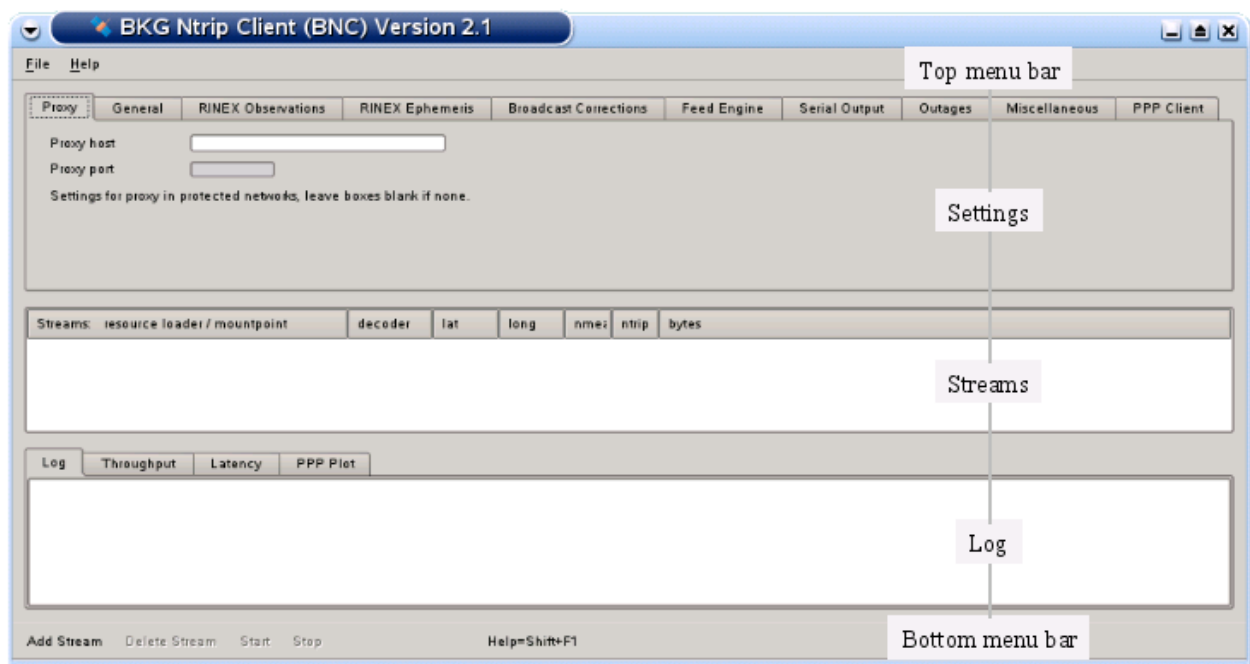 BKG Ntrip Client (BNC) Version 2.1
File Help
Top menu bar
Proxy General RINEX Observations RINEX Ephemeris Broadcast Corrections Feed Engine Serial Output Outages Miscellaneous PPP Client
Proxy host
Proxy port
Settings for proxy in protected networks, leave boxes blank if none.
Settings
Streams: resource loader / mountpoint decoder lat long nmea ntrip bytes
Streams
Log Throughput Latency PPP Plot
Log
Add Stream Delete Stream Start Stop Help=Shift+F1
Bottom menu bar